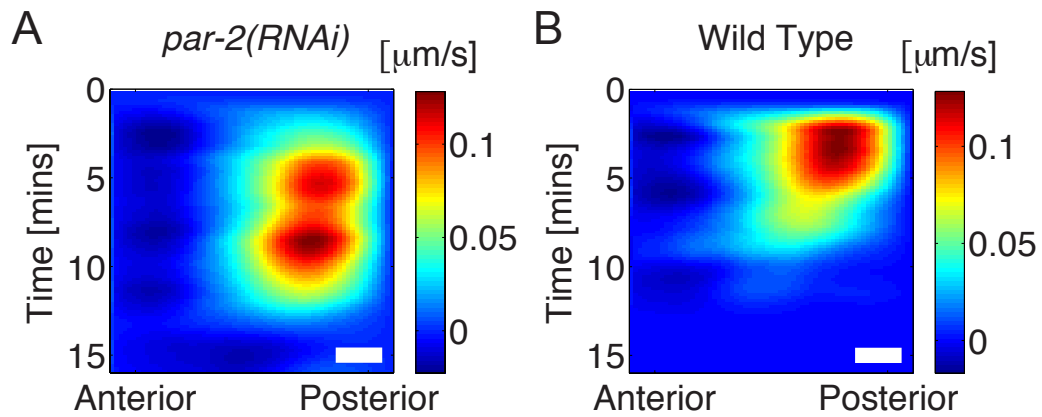 A
par-2(RNAi)
[μm/s]
0
5
10
15
Time [mins]
0.1
0.05
0
Anterior
Posterior
B
Wild Type
[μm/s]
0
5
10
15
Time [mins]
0.1
0.05
0
Anterior
Posterior